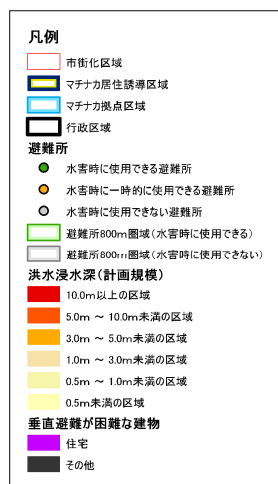 凡例
市街化区域
マチナカ居住誘導区域
マチナカ拠点区域
行政区域
避難所
水害時に使用できる避難所
水害時に一時的に使用できる避難所
水害時に使用できない避難所
避難所800m圏域(水害時に使用できる)
避難所800m圏域(水害時に使用できない)
洪水浸水深(計画規模)
10.0m以上の区域
5.0m ～ 10.0m未満の区域
3.0m ～ 5.0m未満の区域
1.0m ～ 3.0m未満の区域
0.5m ～ 1.0m未満の区域
0.5m未満の区域
垂直避難が困難な建物
住宅
その他